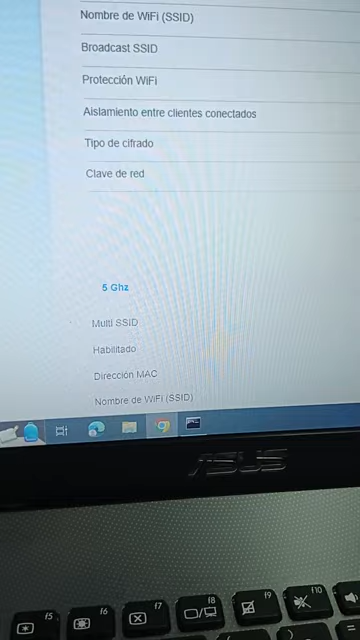 Nombre de WiFi (SSID)
Broadcast SSID
Protección WiFi
Aislamiento entre clientes conectados
Tipo de cifrado
Clave de red
5 Ghz
Multi SSID
Habilitado
Dirección MAC
Nombre de WiFi (SSID)
ASUS
f5
f6
f7
f8
f9
f10